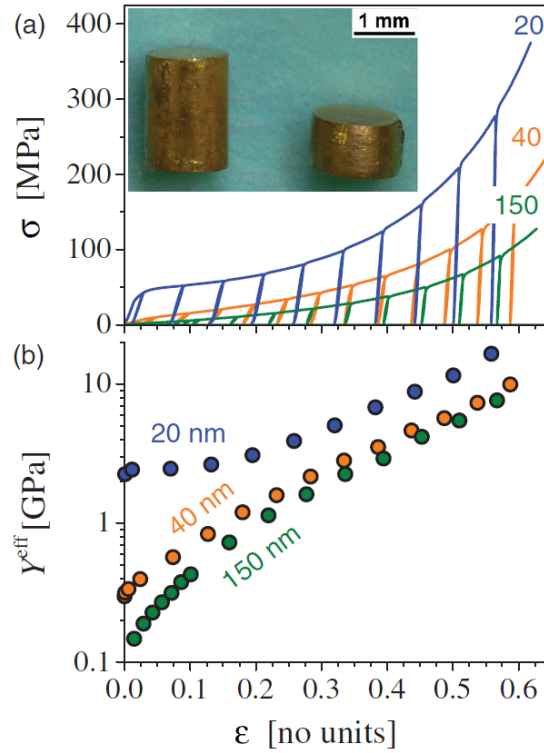 (a)
1 mm
400
300
200
100
0
σ [MPa]
20
40
150
(b)
10
1
0.1
Y^eff [GPa]
20 nm
40 nm
150 nm
0.0 0.1 0.2 0.3 0.4 0.5 0.6
ε [no units]